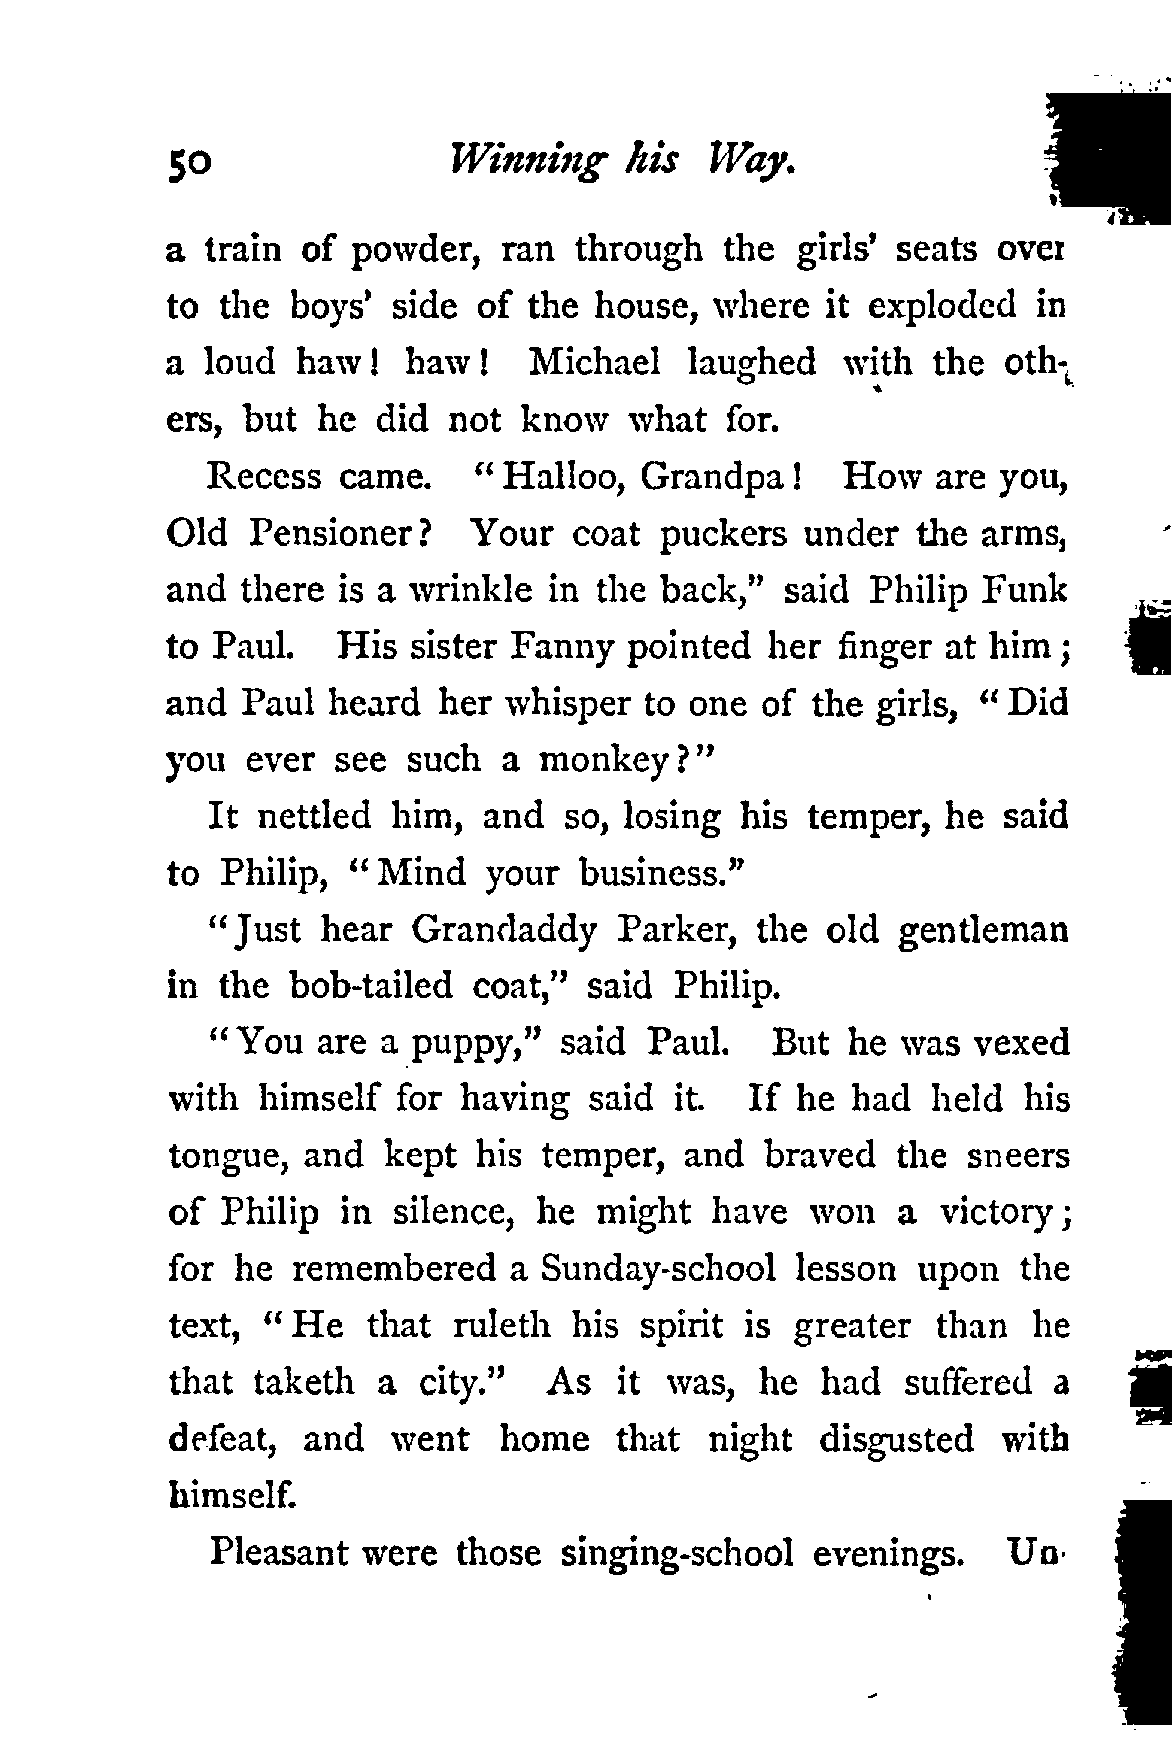 50 Winning his Way.
a train of powder, ran through the girls' seats over
to the boys' side of the house, where it exploded in
a loud haw! haw! Michael laughed with the oth-
ers, but he did not know what for.
Recess came. "Halloo, Grandpa! How are you,
Old Pensioner? Your coat puckers under the arms,
and there is a wrinkle in the back," said Philip Funk
to Paul. His sister Fanny pointed her finger at him;
and Paul heard her whisper to one of the girls, "Did
you ever see such a monkey?"
It nettled him, and so, losing his temper, he said
to Philip, "Mind your business."
"Just hear Grandaddy Parker, the old gentleman
in the bob-tailed coat," said Philip.
"You are a puppy," said Paul. But he was vexed
with himself for having said it. If he had held his
tongue, and kept his temper, and braved the sneers
of Philip in silence, he might have won a victory;
for he remembered a Sunday-school lesson upon the
text, "He that ruleth his spirit is greater than he
that taketh a city." As it was, he had suffered a
defeat, and went home that night disgusted with
himself.
Pleasant were those singing-school evenings. Un-